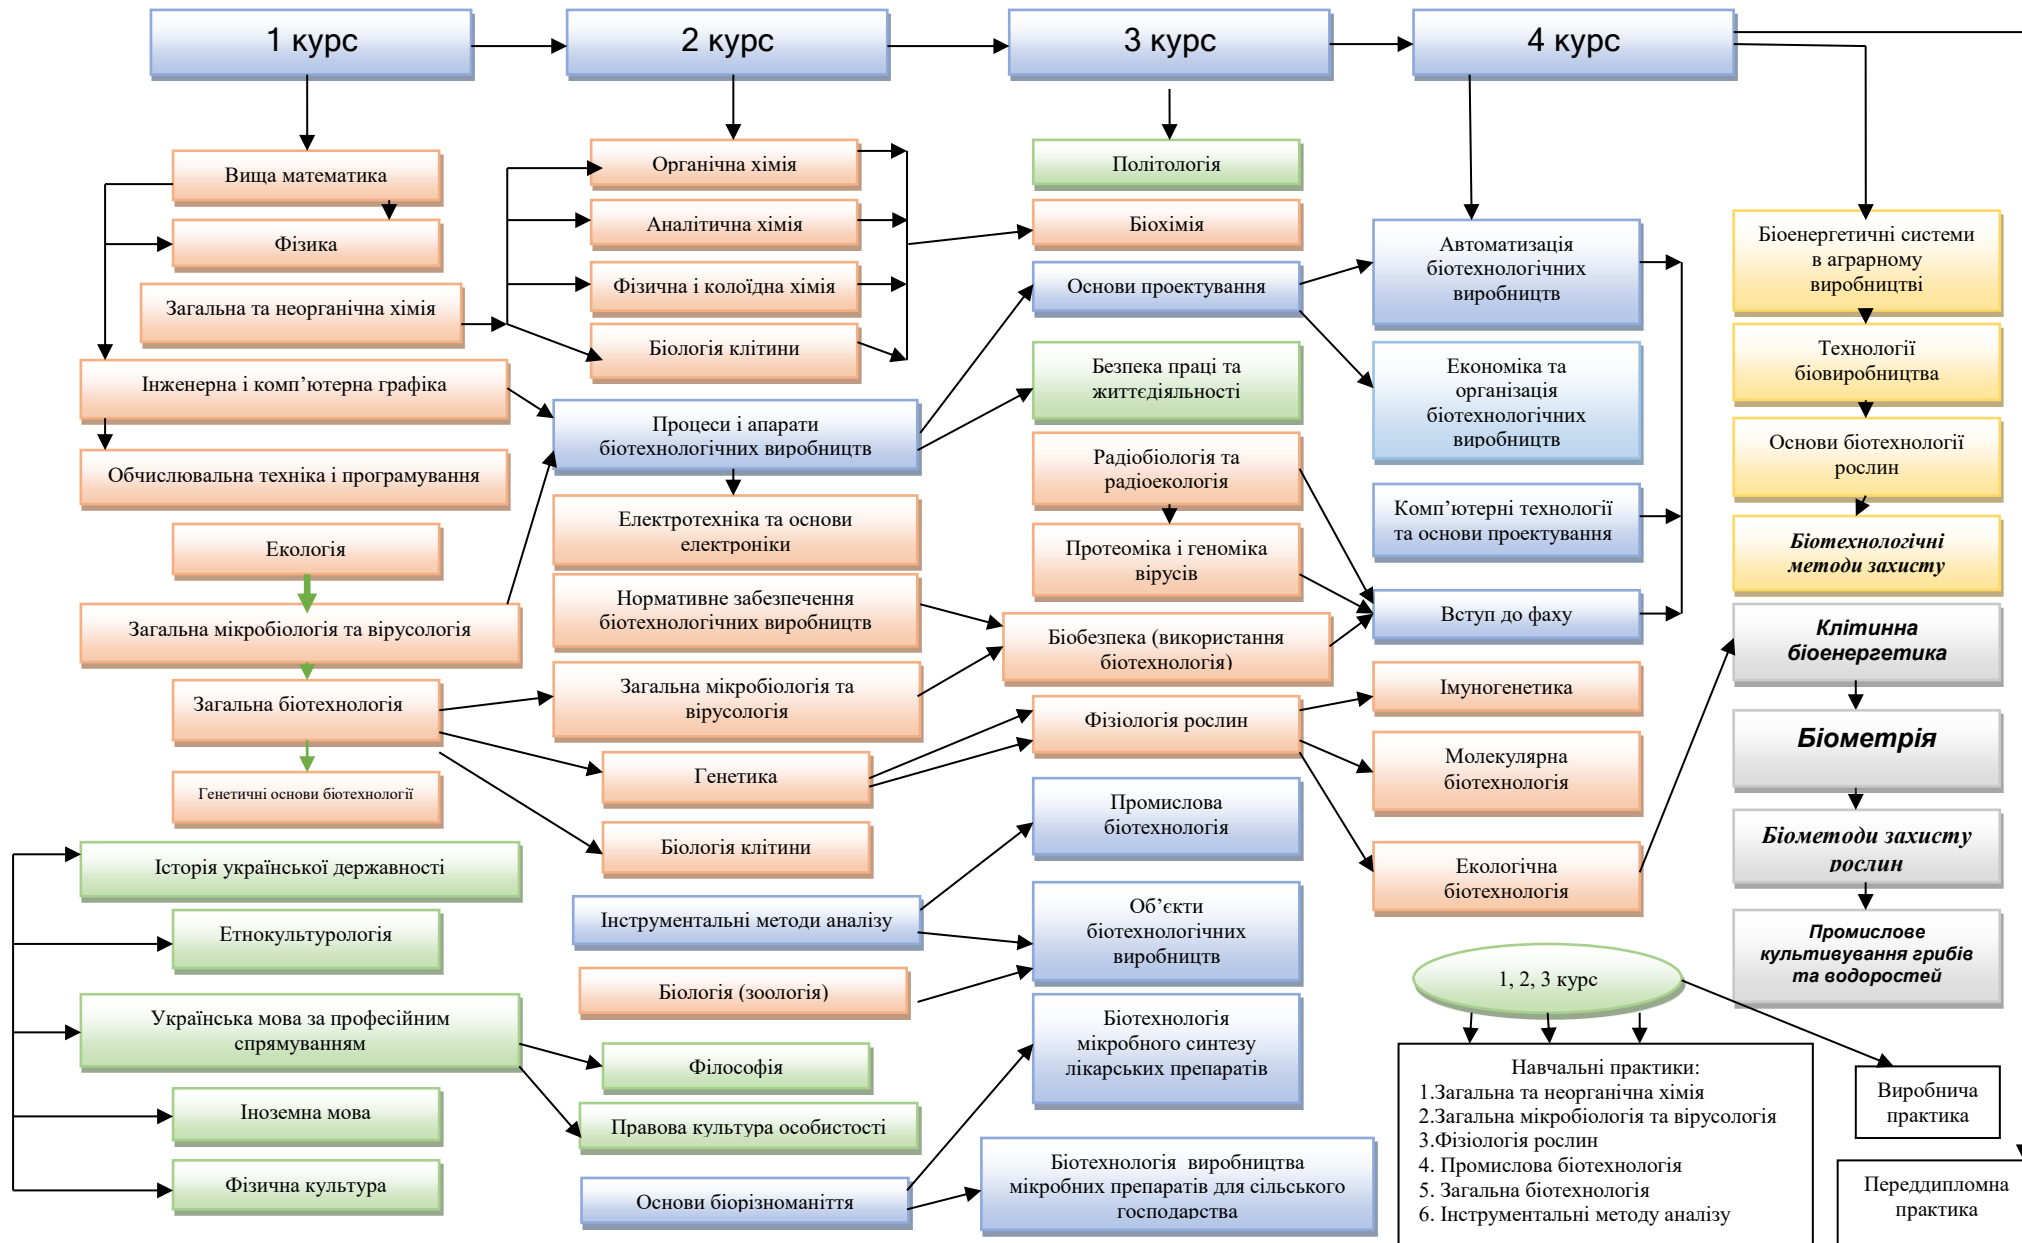 1 курс
2 курс
3 курс
4 курс
Вища математика
Фізика
Загальна та неорганічна хімія
Інженерна і комп’ютерна графіка
Обчислювальна техніка і програмування
Екологія
Загальна мікробіологія та вірусологія
Загальна біотехнологія
Генетичні основи біотехнології
Історія української державності
Етнокультурологія
Українська мова за професійним
спрямуванням
Іноземна мова
Фізична культура
Органічна хімія
Аналітична хімія
Фізична і колоїдна хімія
Біологія клітини
Процеси і апарати
біотехнологічних виробництв
Електротехніка та основи
електроніки
Нормативне забезпечення
біотехнологічних виробництв
Загальна мікробіологія та
вірусологія
Генетика
Біологія клітини
Інструментальні методи аналізу
Біологія (зоологія)
Філософія
Правова культура особистості
Основи біорізноманіття
Політологія
Біохімія
Основи проектування
Безпека праці та
життєдіяльності
Радіобіологія та
радіоекологія
Протеоміка і геноміка
вірусів
Біобезпека (використання
біотехнологія)
Фізіологія рослин
Промислова
біотехнологія
Об’єкти
біотехнологічних
виробництв
Біотехнологія
мікробного синтезу
лікарських препаратів
Біотехнологія виробництва
мікробних препаратів для сільського
господарства
Автоматизація
біотехнологічних
виробництв
Економіка та
організація
біотехнологічних
виробництв
Комп’ютерні технології
та основи проектування
Вступ до фаху
Імуногенетика
Молекулярна
біотехнологія
Екологічна
біотехнологія
1, 2, 3 курс
Навчальні практики:
1.Загальна та неорганічна хімія
2.Загальна мікробіологія та вірусологія
3.Фізіологія рослин
4. Промислова біотехнологія
5. Загальна біотехнологія
6. Інструментальні методу аналізу
Біоенергетичні системи
в аграрному
виробництві
Технології
біовиробництва
Основи біотехнології
рослин
Біотехнологічні
методи захисту
Клітинна
біоенергетика
Біометрія
Біометоди захисту
рослин
Промислове
культивування грибів
та водоростей
Виробнича
практика
Переддипломна
практика